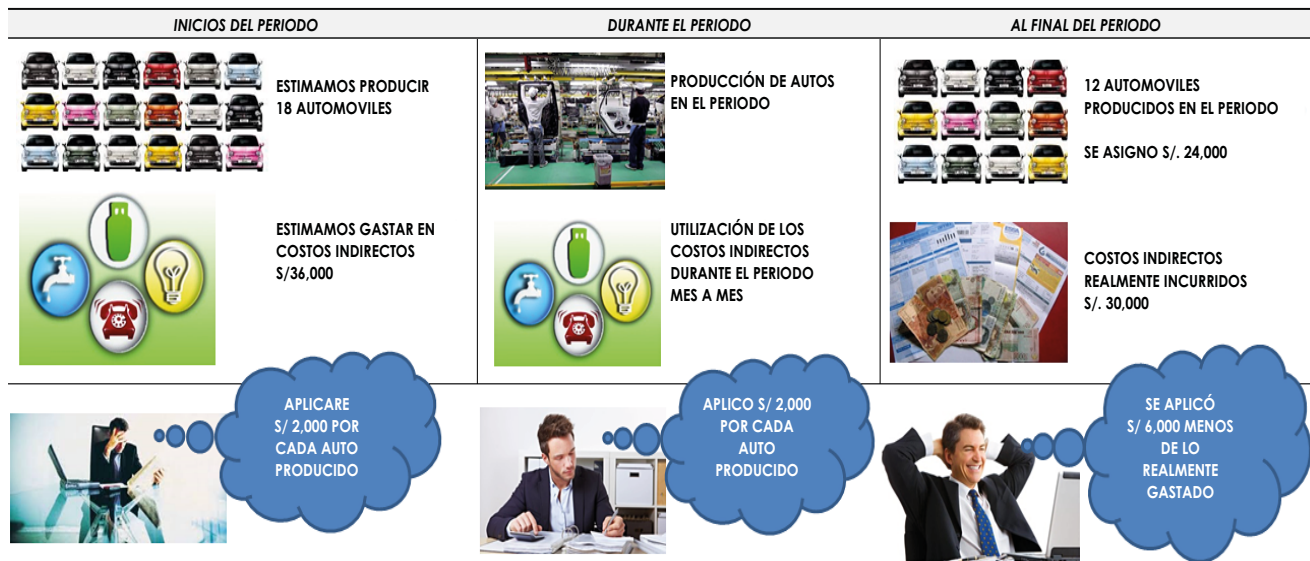 INICIOS DEL PERIODO
DURANTE EL PERIODO
AL FINAL DEL PERIODO
ESTIMAMOS PRODUCIR
18 AUTOMOVILES
PRODUCCIÓN DE AUTOS
EN EL PERIODO
12 AUTOMOVILES
PRODUCIDOS EN EL PERIODO
SE ASIGNO S/. 24,000
ESTIMAMOS GASTAR EN
COSTOS INDIRECTOS
S/36,000
UTILIZACIÓN DE LOS
COSTOS INDIRECTOS
DURANTE EL PERIODO
MES A MES
COSTOS INDIRECTOS
REALMENTE INCURRIDOS
S/. 30,000
APLICARE
S/ 2,000 POR
CADA AUTO
PRODUCIDO
APLICO S/ 2,000
POR CADA
AUTO
PRODUCIDO
SE APLICÓ
S/ 6,000 MENOS
DE LO
REALMENTE
GASTADO